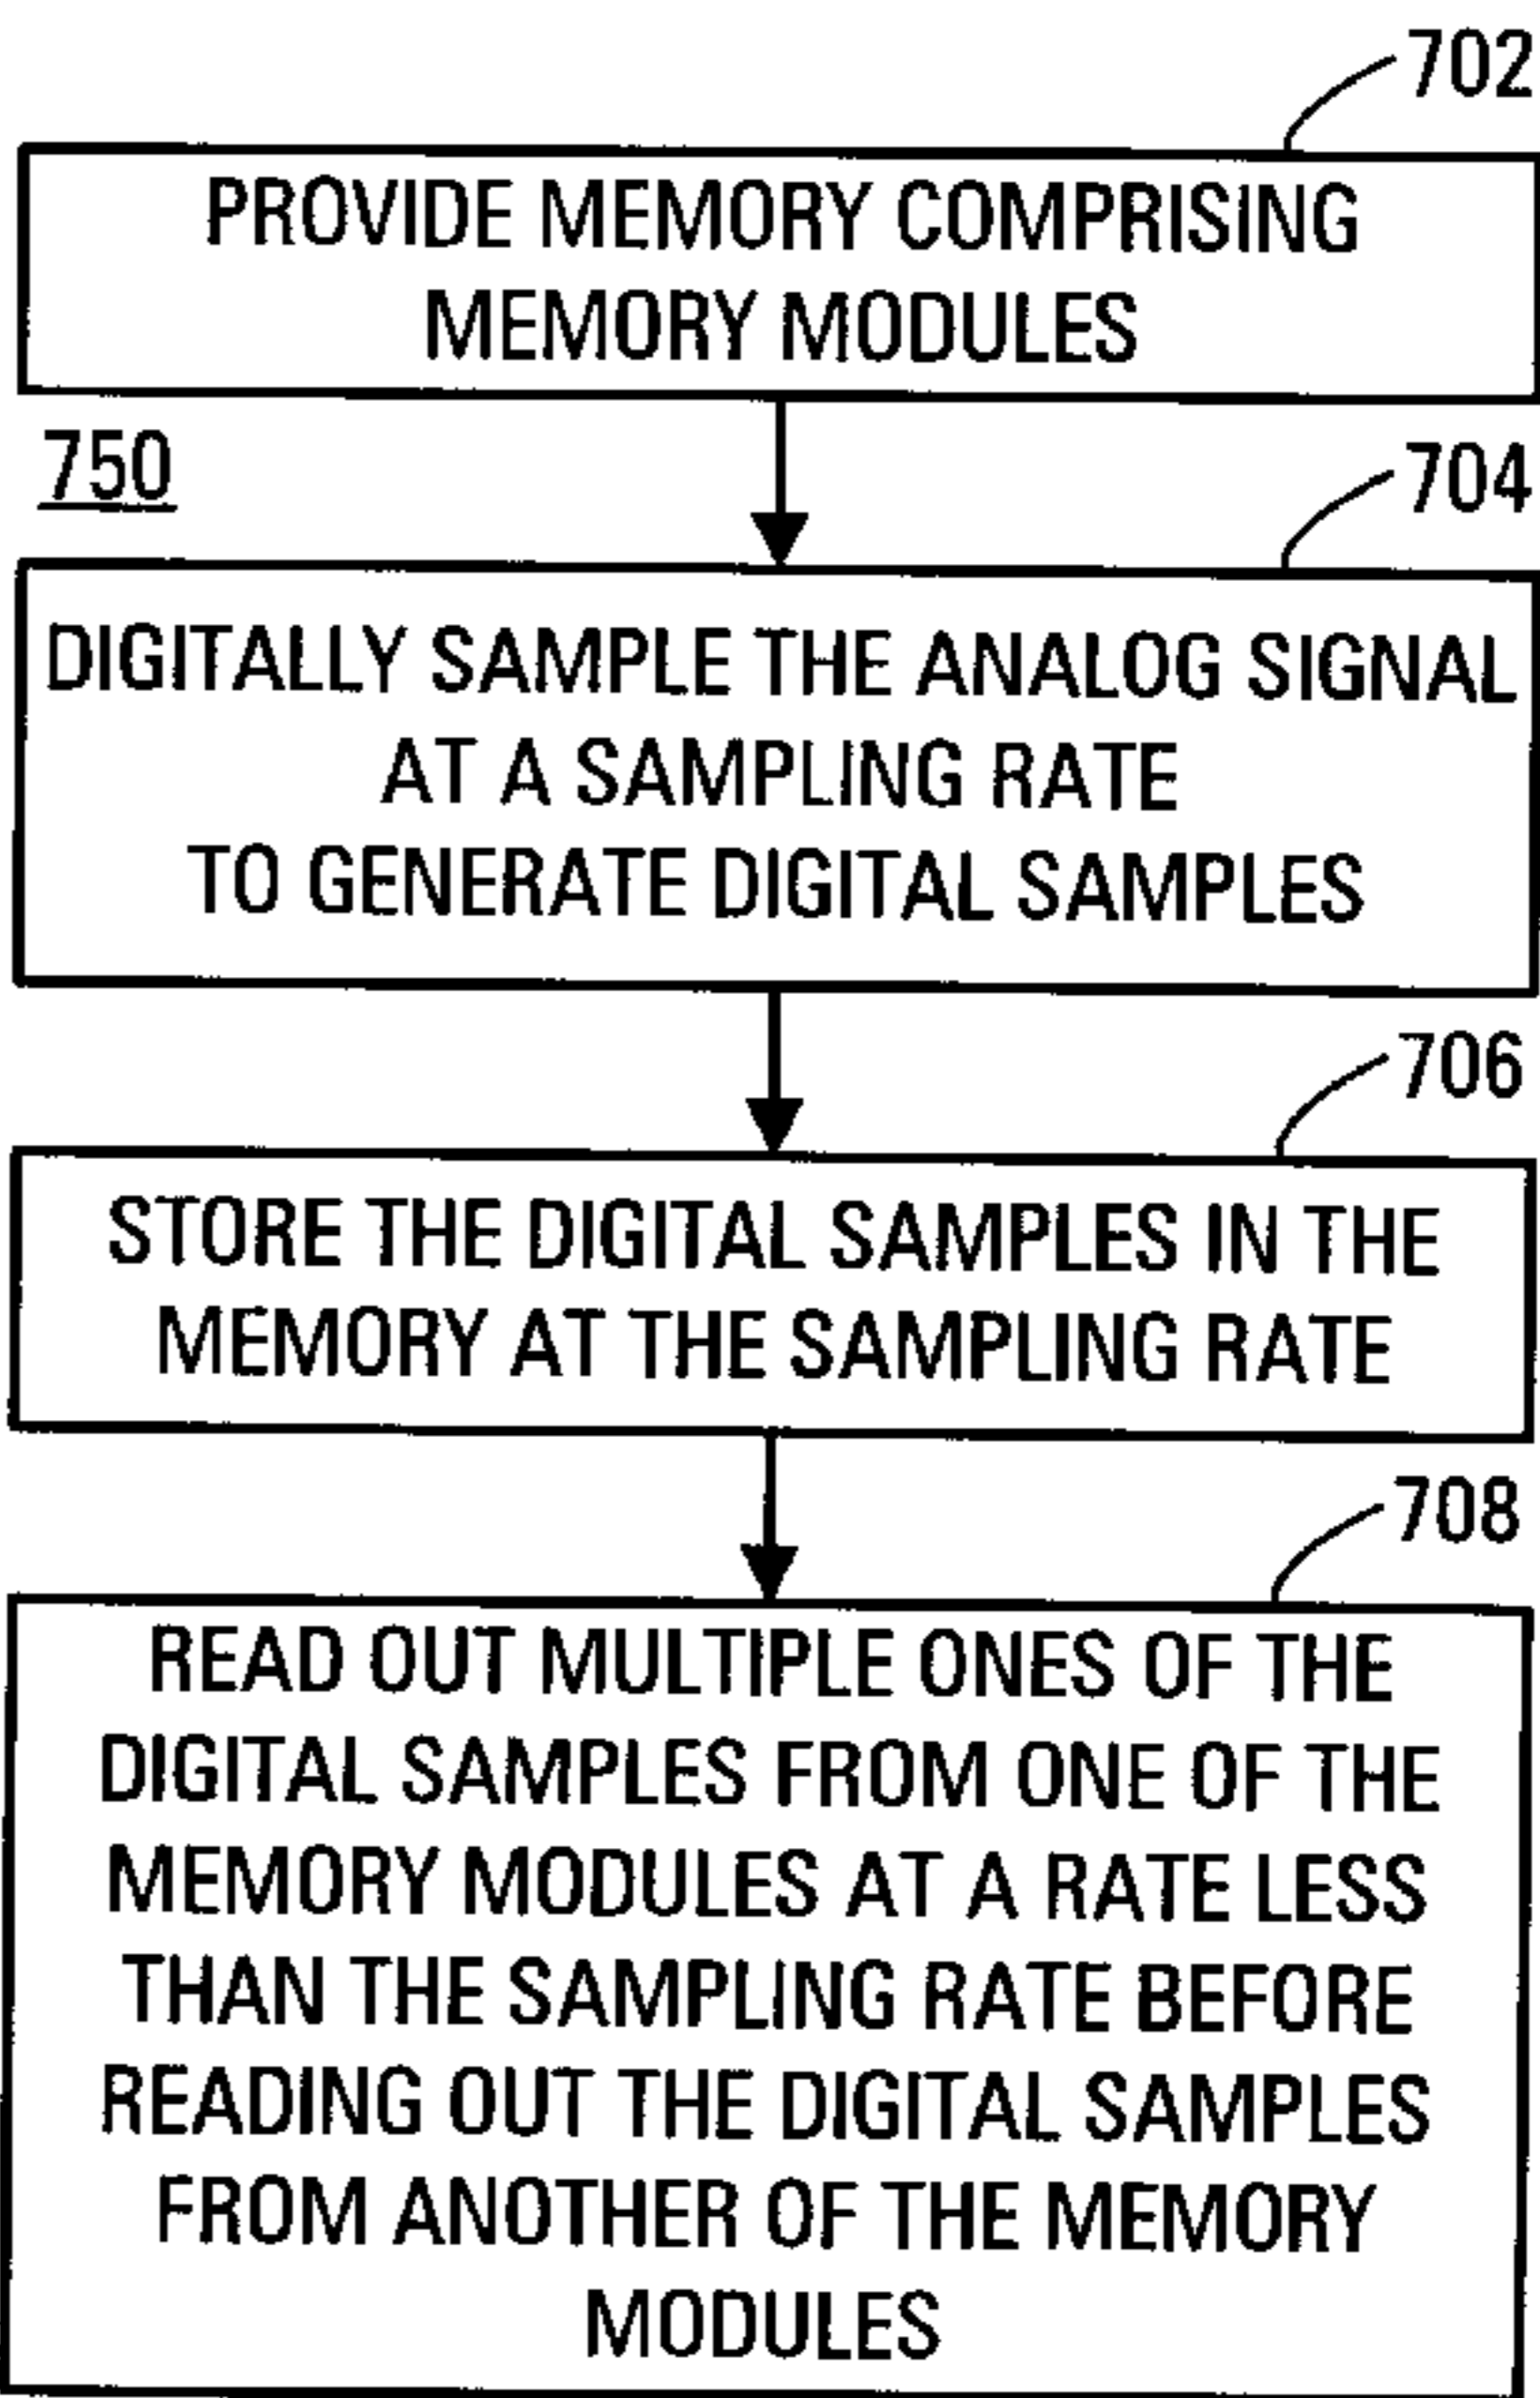 702
PROVIDE MEMORY COMPRISING
MEMORY MODULES
750
704
DIGITALLY SAMPLE THE ANALOG SIGNAL
AT A SAMPLING RATE
TO GENERATE DIGITAL SAMPLES
706
STORE THE DIGITAL SAMPLES IN THE
MEMORY AT THE SAMPLING RATE
708
READ OUT MULTIPLE ONES OF THE
DIGITAL SAMPLES FROM ONE OF THE
MEMORY MODULES AT A RATE LESS
THAN THE SAMPLING RATE BEFORE
READING OUT THE DIGITAL SAMPLES
FROM ANOTHER OF THE MEMORY
MODULES